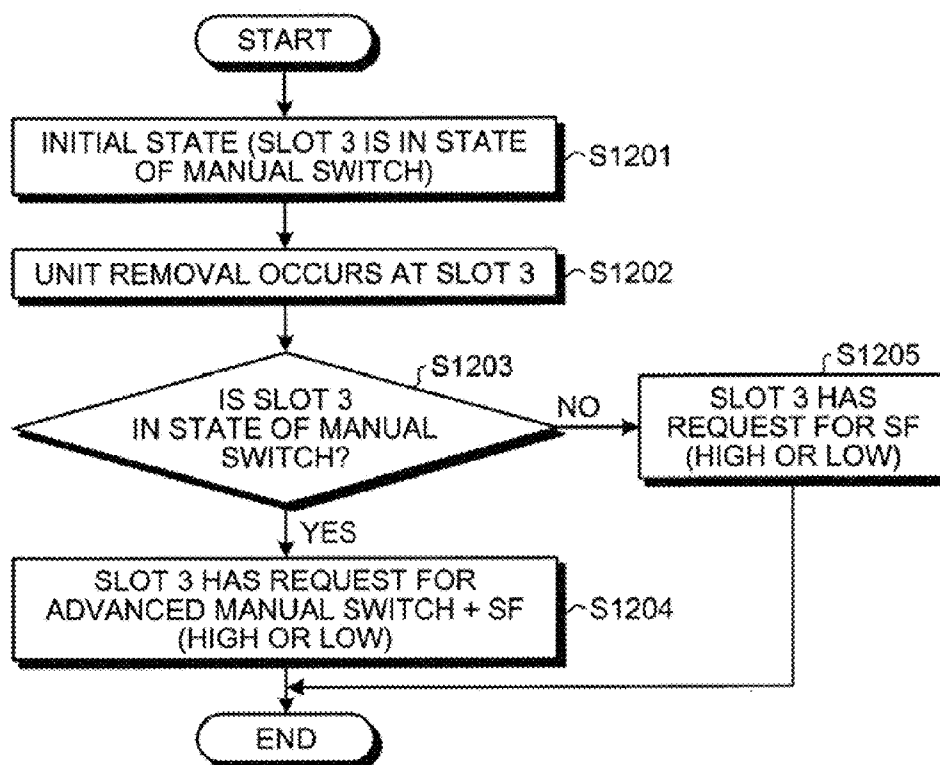 START
INITIAL STATE (SLOT 3 IS IN STATE
OF MANUAL SWITCH)
S1201
UNIT REMOVAL OCCURS AT SLOT 3
S1202
S1203
IS SLOT 3
IN STATE OF MANUAL
SWITCH?
NO
S1205
SLOT 3 HAS
REQUEST FOR SF
(HIGH OR LOW)
YES
SLOT 3 HAS REQUEST FOR
ADVANCED MANUAL SWITCH + SF
(HIGH OR LOW)
S1204
END